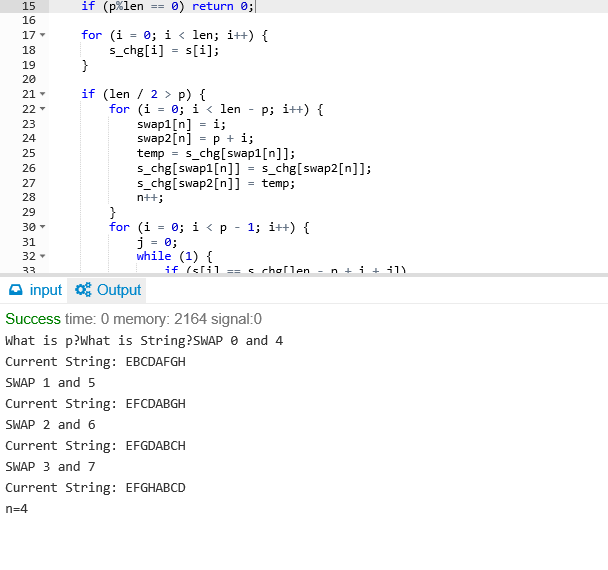 15 if (p%len == 0) return 0;
16
17 for (i = 0; i < len; i++) {
18 s_chg[i] = s[i];
19 }
20
21 if (len / 2 > p) {
22 for (i = 0; i < len - p; i++) {
23 swap1[n] = i;
24 swap2[n] = p + i;
25 temp = s_chg[swap1[n]];
26 s_chg[swap1[n]] = s_chg[swap2[n]];
27 s_chg[swap2[n]] = temp;
28 n++;
29 }
30 for (i = 0; i < p - 1; i++) {
31 j = 0;
32 while (1) {
33 if (s[i] == s_chg[len - p + i + j])
input Output
Success time: 0 memory: 2164 signal:0
What is p?What is String?SWAP 0 and 4
Current String: EBCDAFGH
SWAP 1 and 5
Current String: EFCDABGH
SWAP 2 and 6
Current String: EFGDABCH
SWAP 3 and 7
Current String: EFGHABCD
n=4